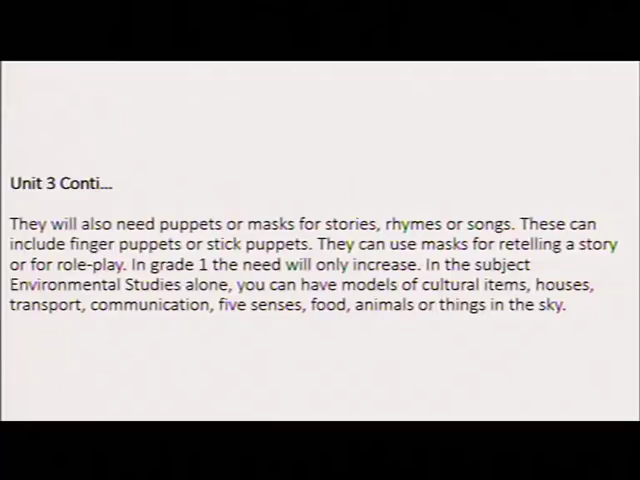 Unit 3 Conti...
They will also need puppets or masks for stories, rhymes or songs. These can
include finger puppets or stick puppets. They can use masks for retelling a story
or for role-play. In grade 1 the need will only increase. In the subject
Environmental Studies alone, you can have models of cultural items, houses,
transport, communication, five senses, food, animals or things in the sky.